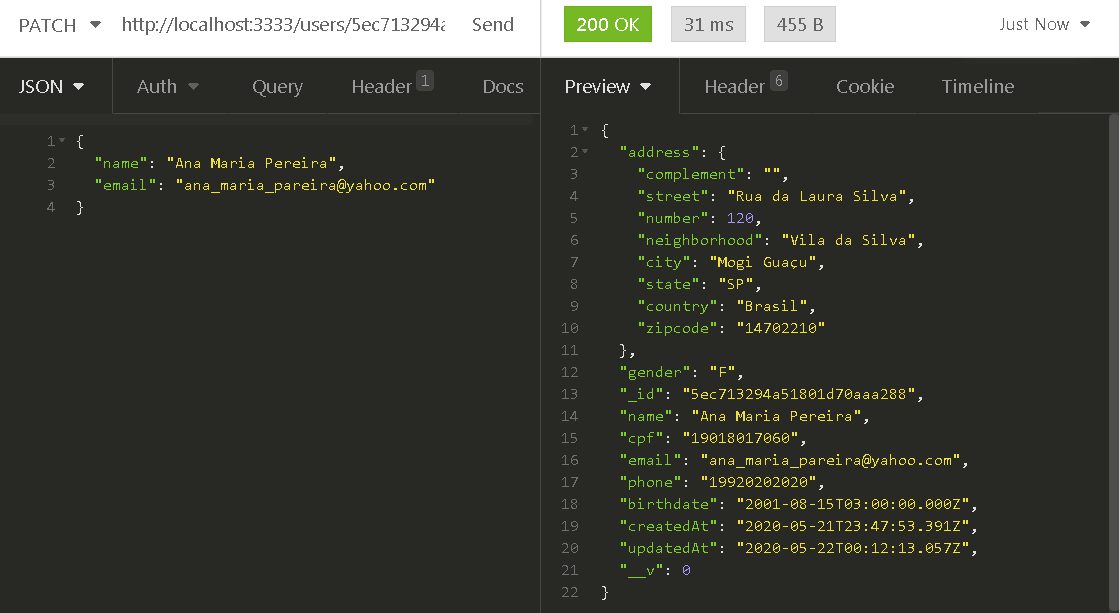 PATCH http://localhost:3333/users/5ec713294a Send 200 OK 31 ms 455 B Just Now
JSON Auth Query Header 1 Docs
1 {
2 "name": "Ana Maria Pereira",
3 "email": "ana_maria_pareira@yahoo.com"
4 }
Preview Header 6 Cookie Timeline
1 {
2 "address": {
3 "complement": "",
4 "street": "Rua da Laura Silva",
5 "number": 120,
6 "neighborhood": "Vila da Silva",
7 "city": "Mogi Guaçu",
8 "state": "SP",
9 "country": "Brasil",
10 "zipcode": "14702210"
11 },
12 "gender": "F",
13 "_id": "5ec713294a51801d70aaa288",
14 "name": "Ana Maria Pereira",
15 "cpf": "19018017060",
16 "email": "ana_maria_pareira@yahoo.com",
17 "phone": "19920202020",
18 "birthdate": "2001-08-15T03:00:00.000Z",
19 "createdAt": "2020-05-21T23:47:53.391Z",
20 "updatedAt": "2020-05-22T00:12:13.057Z",
21 "__v": 0
22 }